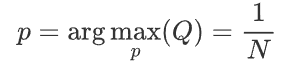 p = arg max_p (Q) = 1/N